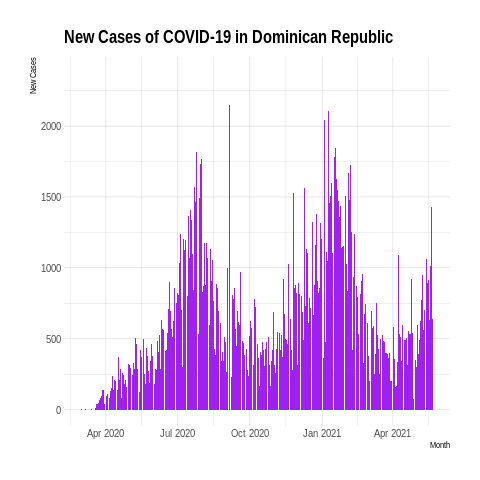 New Cases of COVID-19 in Dominican Republic
New Cases
2000
1500
1000
500
0
Apr 2020 Jul 2020 Oct 2020 Jan 2021 Apr 2021
Month